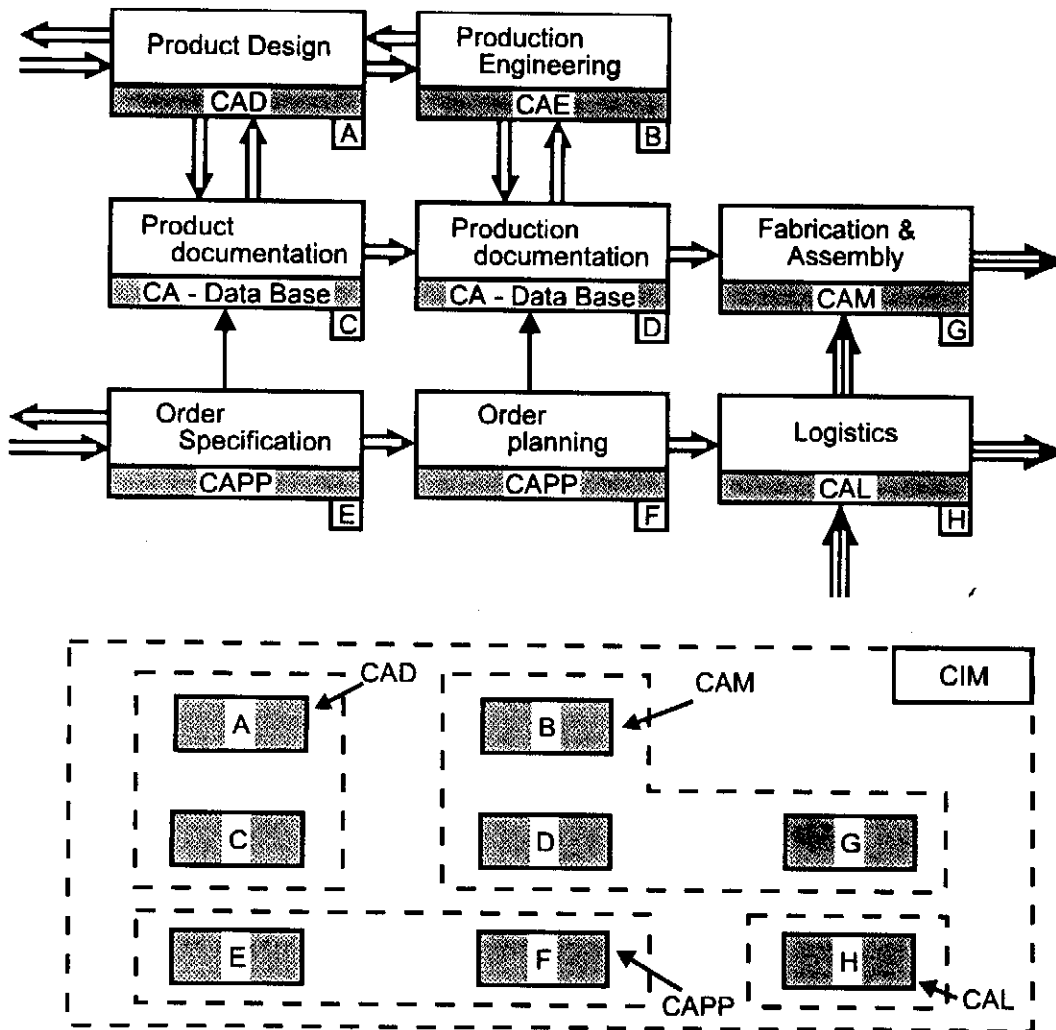 Product Design
CAD
A
Production
Engineering
CAE
B
Product
documentation
CA - Data Base
C
Production
documentation
CA - Data Base
D
Fabrication &
Assembly
CAM
G
Order
Specification
CAPP
E
Order
planning
CAPP
F
Logistics
CAL
H
CIM
CAD
A
CAM
B
C
D
G
E
F
CAPP
H
CAL